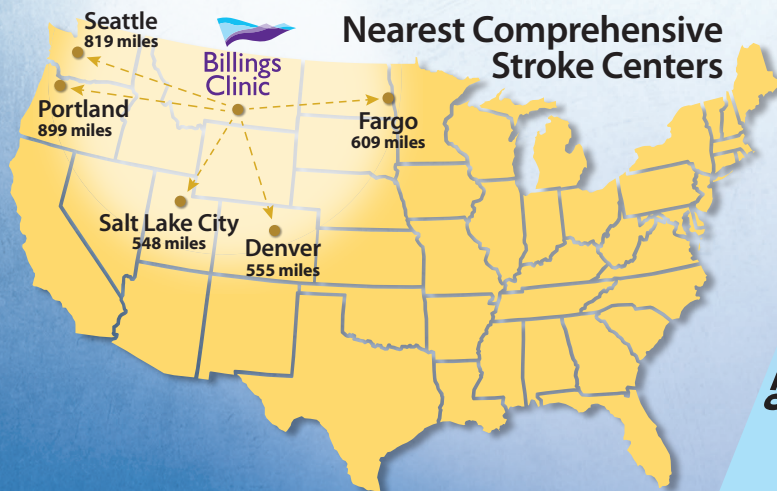 Nearest Comprehensive
Stroke Centers
Seattle
819 miles
Billings
Clinic
Portland
899 miles
Fargo
609 miles
Salt Lake City
548 miles
Denver
555 miles